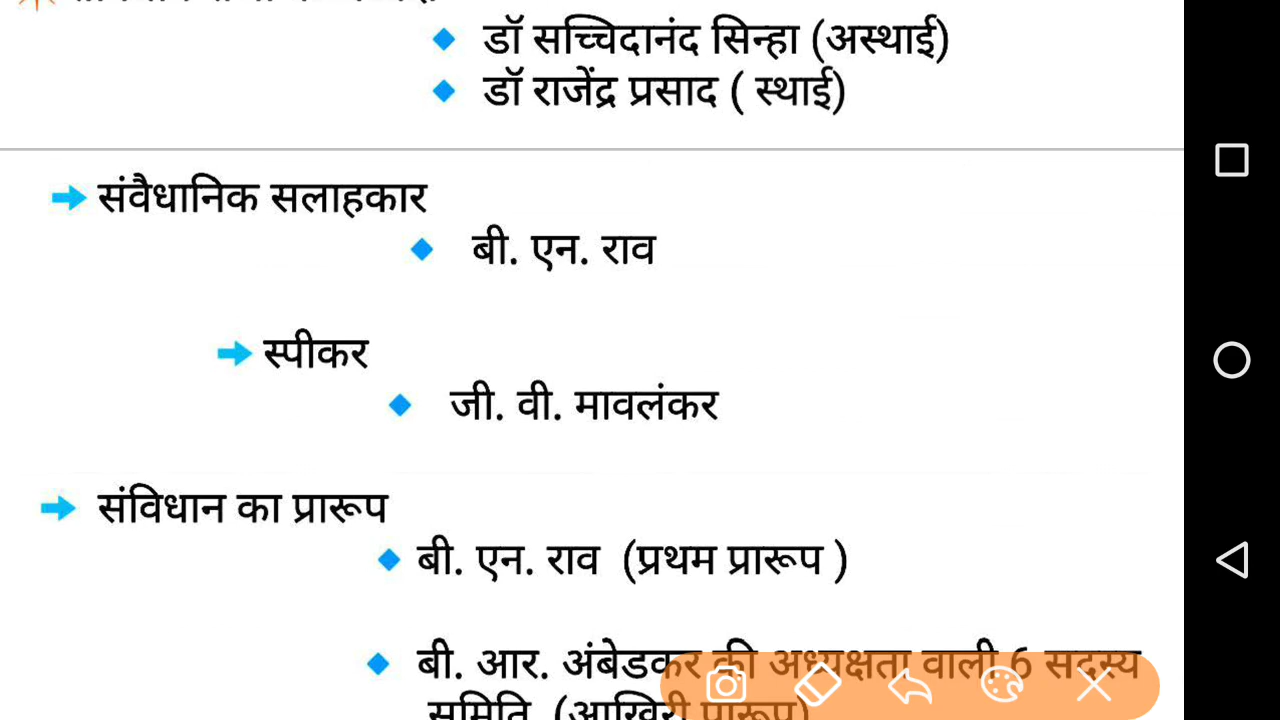 डॉ सच्चिदानंद सिन्हा (अस्थाई)
डॉ राजेंद्र प्रसाद ( स्थाई)
संवैधानिक सलाहकार
बी. एन. राव
स्पीकर
जी. वी. मावलंकर
संविधान का प्रारूप
बी. एन. राव (प्रथम प्रारूप )
बी. आर. अंबेडकर की अध्यक्षता वाली 6 सदस्य
समिति (आखिरी प्रारूप)